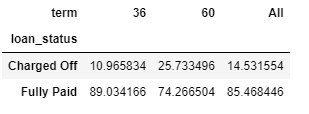 term 36 60 All
loan_status
Charged Off 10.965834 25.733496 14.531554
Fully Paid 89.034166 74.266504 85.468446